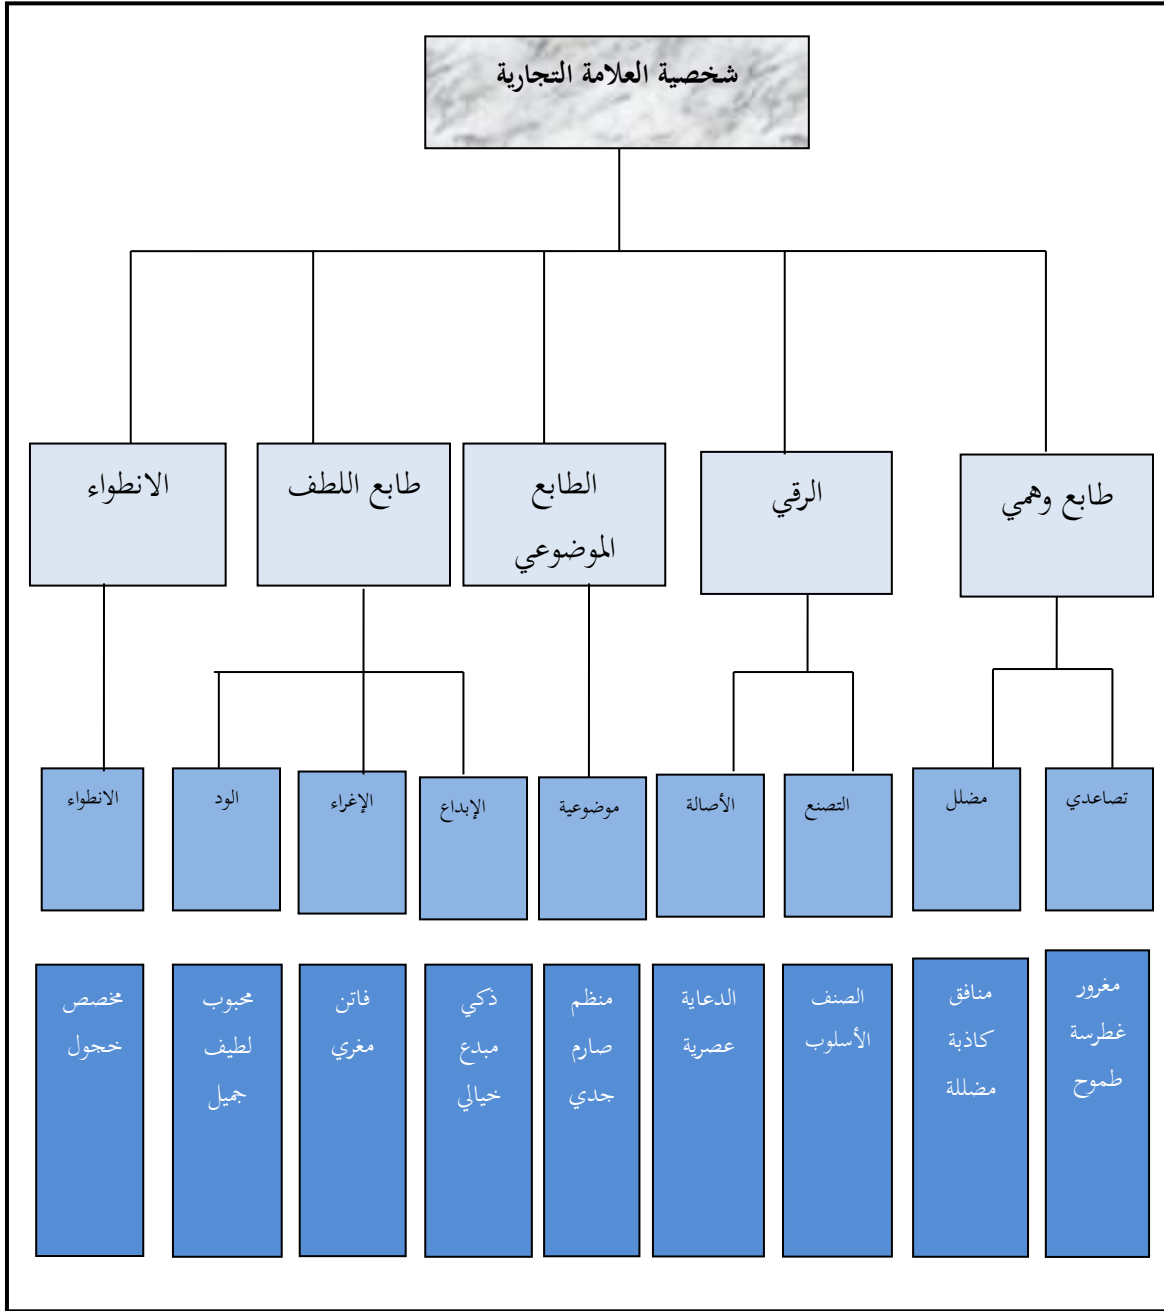 شخصية العلامة التجارية
طابع وهمي
الرقي
الطابع
الموضوعي
طابع اللطف
الانطواء
تصاعدي
مضلل
التصنع
الأصالة
موضوعية
الإبداع
الإغراء
الود
الانطواء
مغرور
غطرسة
طموح
منافق
كاذبة
مضللة
الصنف
الأسلوب
الدعاية
عصرية
منظم
صارم
جدي
ذكي
مبدع
خيالي
فاتن
مغري
محبوب
لطيف
جميل
مخصص
خجول